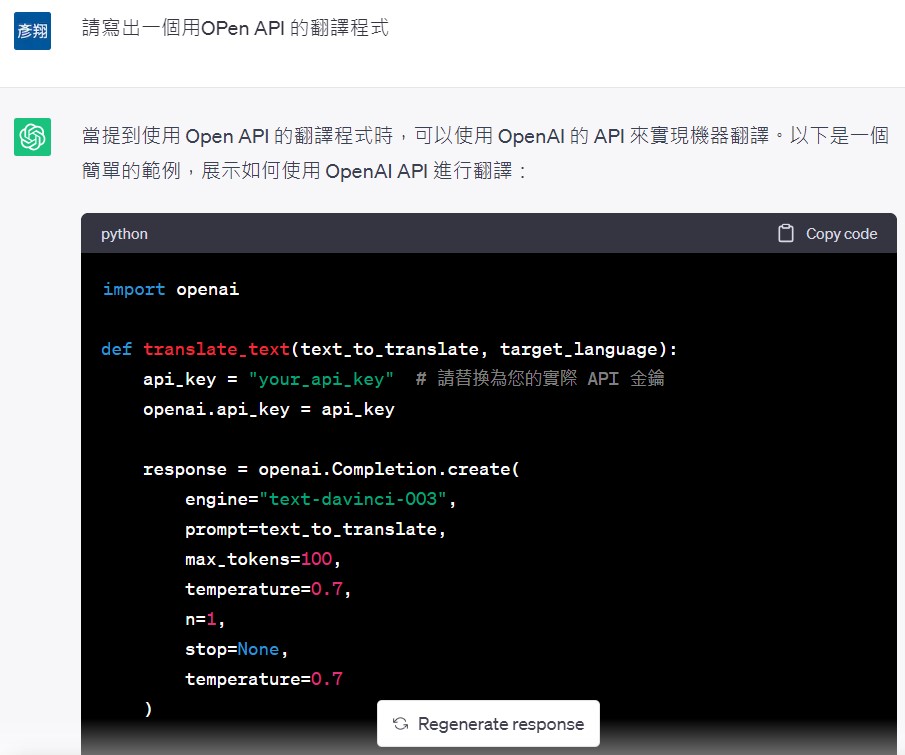 彥翔
請寫出一個用OPen API 的翻譯程式
當提到使用 Open API 的翻譯程式時，可以使用 OpenAI 的 API 來實現機器翻譯。以下是一個
簡單的範例，展示如何使用 OpenAI API 進行翻譯：
python
Copy code
import openai
def translate_text(text_to_translate, target_language):
    api_key = "your_api_key"  # 請替換為您的實際 API 金鑰
    openai.api_key = api_key
    response = openai.Completion.create(
        engine="text-davinci-003",
        prompt=text_to_translate,
        max_tokens=100,
        temperature=0.7,
        n=1,
        stop=None,
        temperature=0.7
    )
Regenerate response